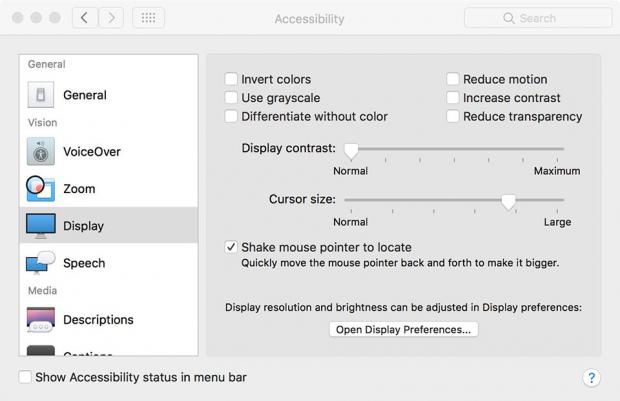 Accessibility
Search
General
General
Vision
VoiceOver
Zoom
Display
Speech
Media
Descriptions
Invert colors
Use grayscale
Differentiate without color
Reduce motion
Increase contrast
Reduce transparency
Display contrast:
Normal
Maximum
Cursor size:
Normal
Large
Shake mouse pointer to locate
Quickly move the mouse pointer back and forth to make it bigger.
Display resolution and brightness can be adjusted in Display preferences:
Open Display Preferences...
Show Accessibility status in menu bar
?